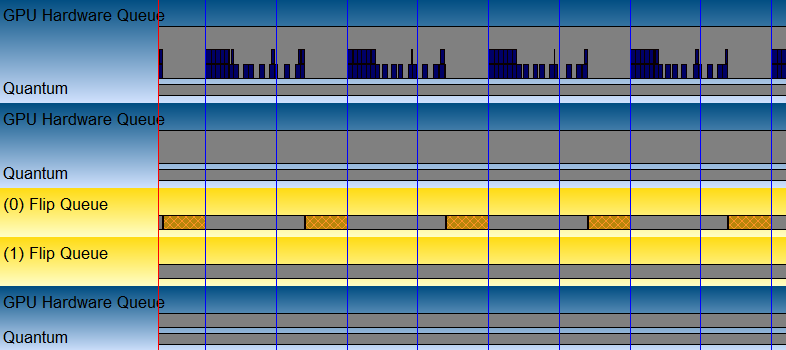 GPU Hardware Queue
Quantum
GPU Hardware Queue
Quantum
(0) Flip Queue
(1) Flip Queue
GPU Hardware Queue
Quantum